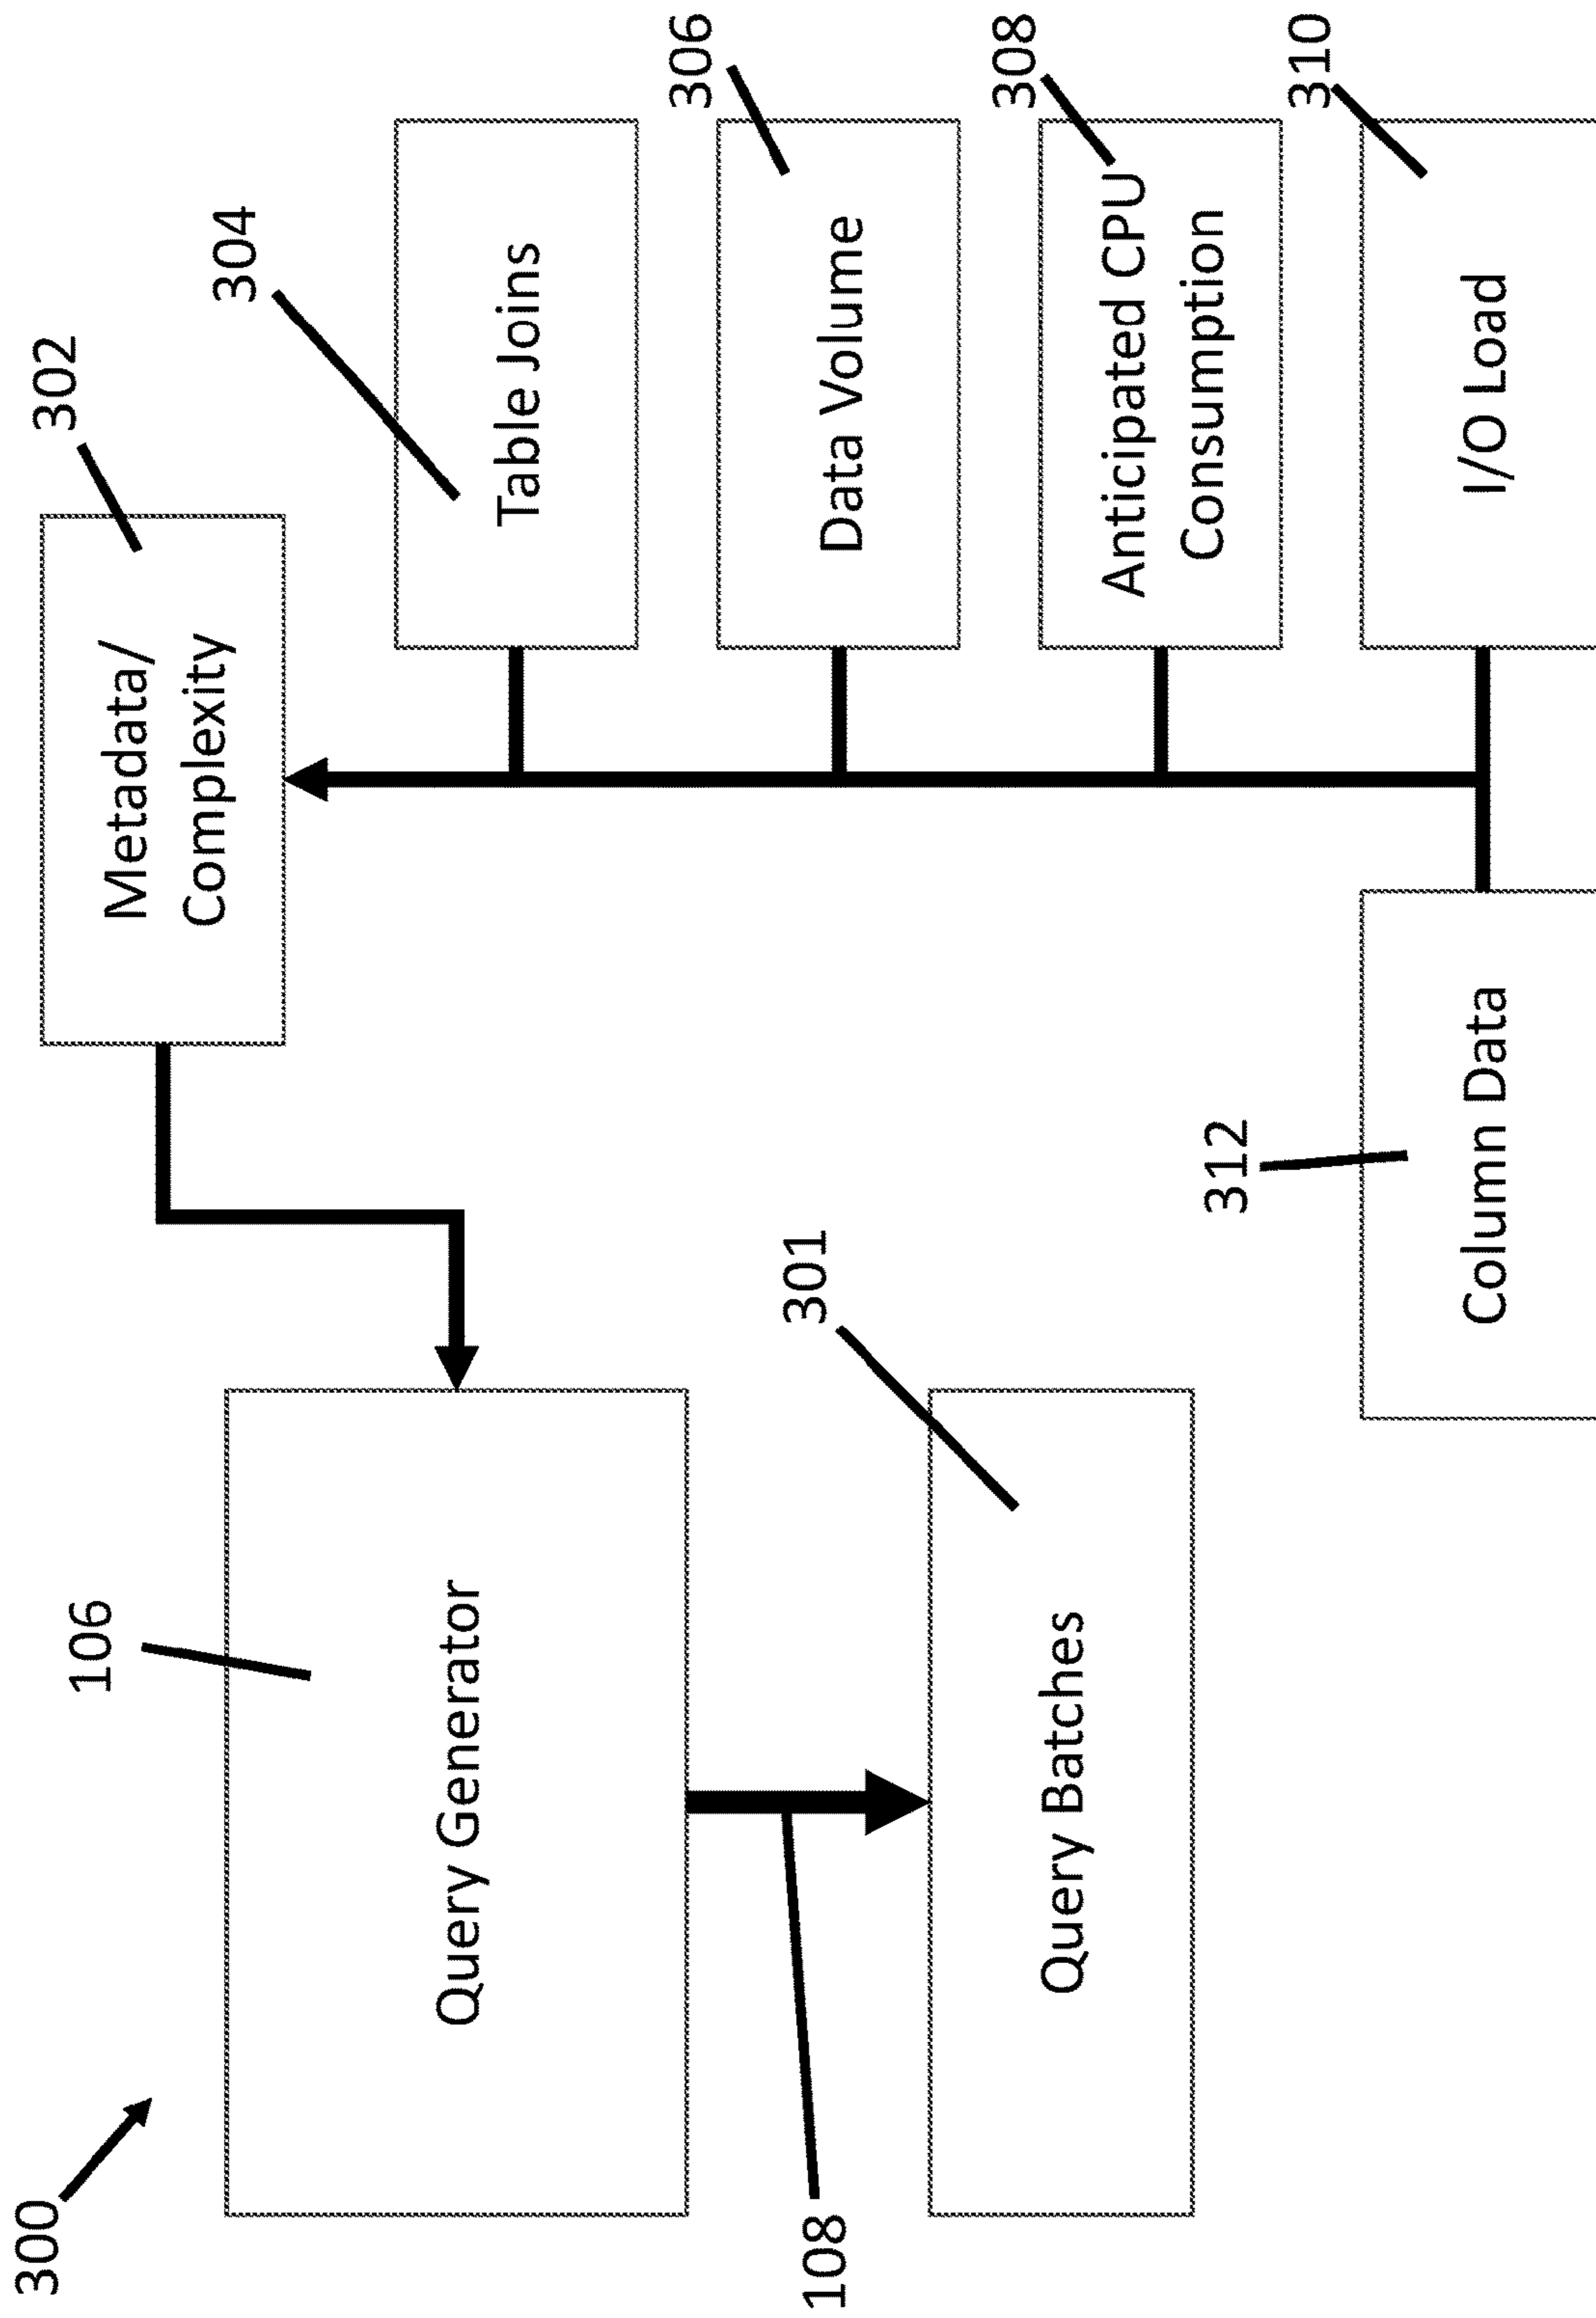 300
106
Query Generator
108
Query Batches
301
302
Metadata/
Complexity
304
Table Joins
306
Data Volume
308
Anticipated CPU
Consumption
310
I/O Load
312
Column Data